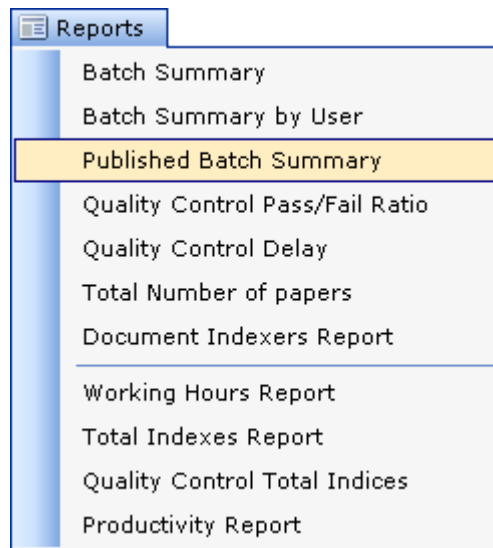 Reports
Batch Summary
Batch Summary by User
Published Batch Summary
Quality Control Pass/Fail Ratio
Quality Control Delay
Total Number of papers
Document Indexers Report
Working Hours Report
Total Indexes Report
Quality Control Total Indices
Productivity Report